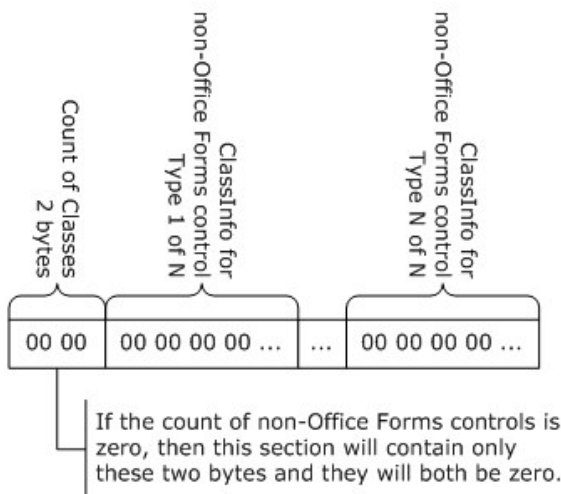 Count of Classes
2 bytes
ClassInfo for
non-Office Forms control
Type 1 of N
ClassInfo for
non-Office Forms control
Type N of N
00 00
00 00 00 00 ...
...
00 00 00 00 ...
If the count of non-Office Forms controls is
zero, then this section will contain only
these two bytes and they will both be zero.